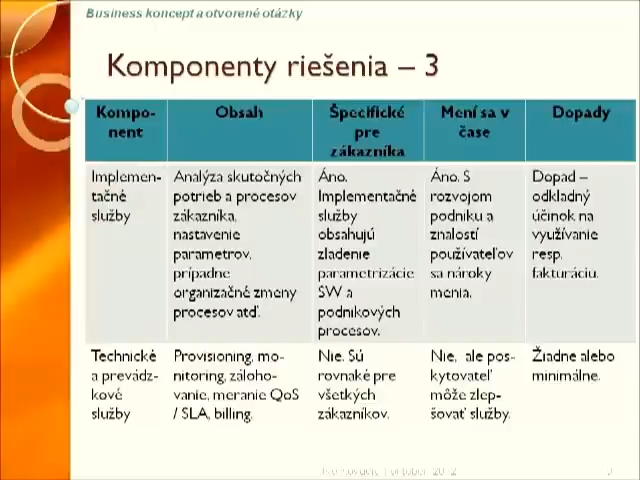 Business koncept a otvorené otázky
Komponenty riešenia – 3
Kompo-
nent
Obsah
Špecifické
pre
zákazníka
Mení sa v
čase
Dopady
Implemen-
tačné
služby
Analýza skutočných
potrieb a procesov
zákazníka,
nastavenie
parametrov,
prípadne
organizačné zmeny
procesov atď.
Áno.
Implementačné
služby
obsahujú
zladenie
parametrizácie
SW a
podnikových
procesov.
Áno. S
rozvojom
podniku a
znalostí
používateľov
sa nároky
menia.
Dopad –
odkladný
účinok na
využívanie
resp.
fakturáciu.
Technické
a prevádz-
kové
služby
Provisioning, mo-
nitoring, záloho-
vanie, meranie QoS
/ SLA, billing.
Nie. Sú
rovnaké pre
všetkých
zákazníkov.
Nie, ale pos-
kytovateľ
môže zlep-
šovať služby.
Žiadne alebo
minimálne.